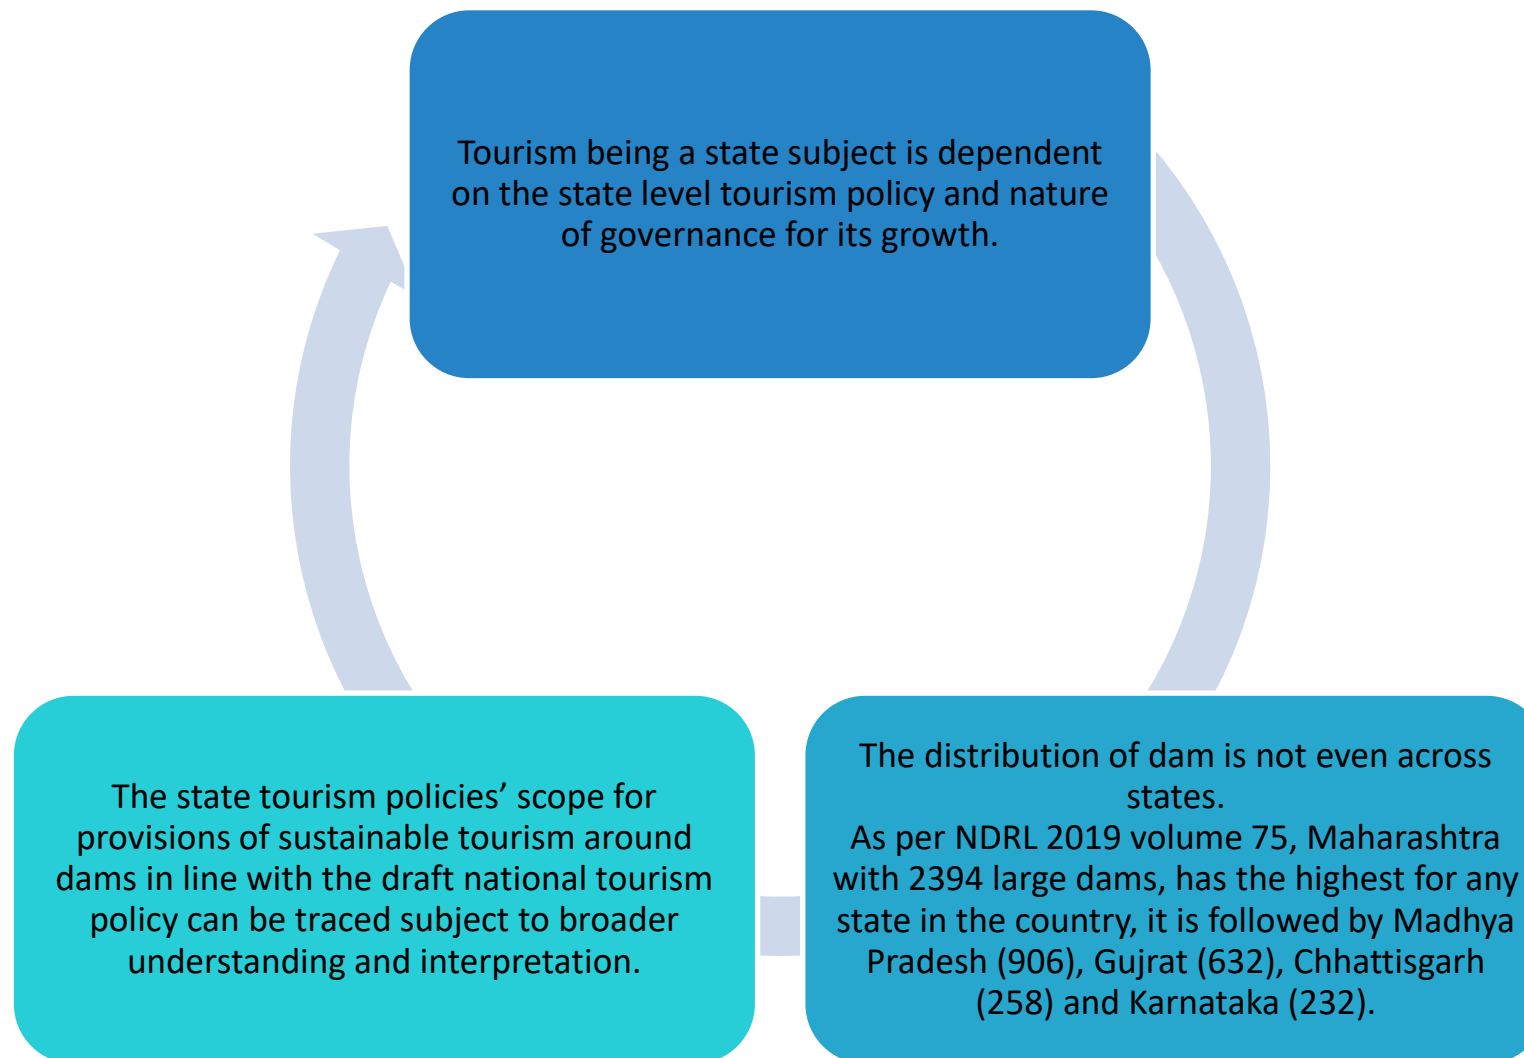 Tourism being a state subject is dependent
on the state level tourism policy and nature
of governance for its growth.
The distribution of dam is not even across
states.
As per NDRL 2019 volume 75, Maharashtra
with 2394 large dams, has the highest for any
state in the country, it is followed by Madhya
Pradesh (906), Gujrat (632), Chhattisgarh
(258) and Karnataka (232).
The state tourism policies’ scope for
provisions of sustainable tourism around
dams in line with the draft national tourism
policy can be traced subject to broader
understanding and interpretation.